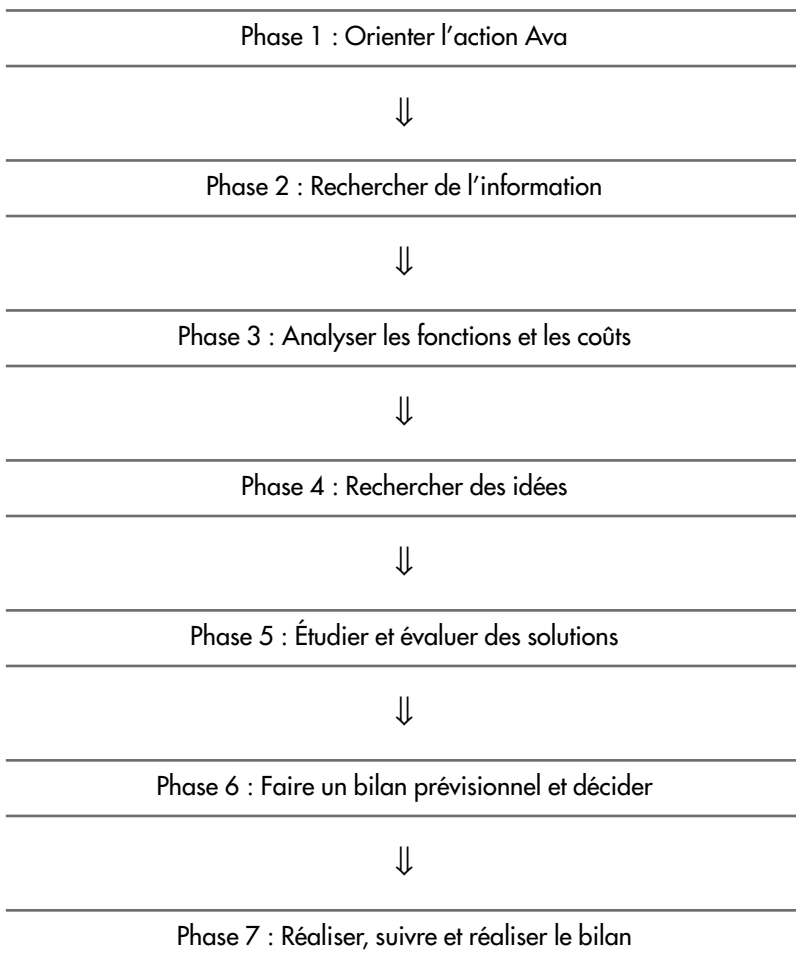 Phase 1 : Orienter l'action Ava
⇓
Phase 2 : Rechercher de l'information
⇓
Phase 3 : Analyser les fonctions et les coûts
⇓
Phase 4 : Rechercher des idées
⇓
Phase 5 : Étudier et évaluer des solutions
⇓
Phase 6 : Faire un bilan prévisionnel et décider
⇓
Phase 7 : Réaliser, suivre et réaliser le bilan